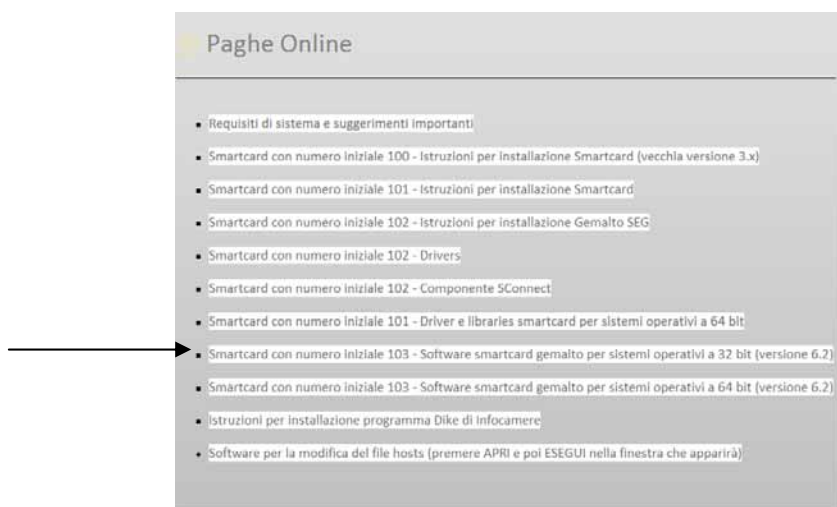 Paghe Online
Requisiti di sistema e suggerimenti importanti
Smartcard con numero iniziale 100 - Istruzioni per installazione Smartcard (vecchia versione 3.x)
Smartcard con numero iniziale 101 - Istruzioni per installazione Smartcard
Smartcard con numero iniziale 102 - Istruzioni per installazione Gemalto SEG
Smartcard con numero iniziale 102 - Drivers
Smartcard con numero iniziale 102 - Componente SConnect
Smartcard con numero iniziale 101 - Driver e libraries smartcard per sistemi operativi a 64 bit
Smartcard con numero iniziale 103 - Software smartcard gemalto per sistemi operativi a 32 bit (versione 6.2)
Smartcard con numero iniziale 103 - Software smartcard gemalto per sistemi operativi a 64 bit (versione 6.2)
Istruzioni per installazione programma Dike di Infocamere
Software per la modifica del file hosts (premere APRI e poi ESEGUI nella finestra che apparirà)